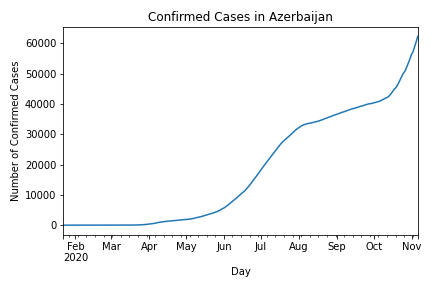 Confirmed Cases in Azerbaijan
Number of Confirmed Cases
60000
50000
40000
30000
20000
10000
0
Feb Mar Apr May Jun Jul Aug Sep Oct Nov
2020
Day